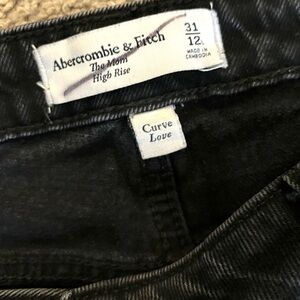 Abercrombie & Fitch
The Mom
High Rise
31
12
MADE IN
CAMBODIA
Curve
Love